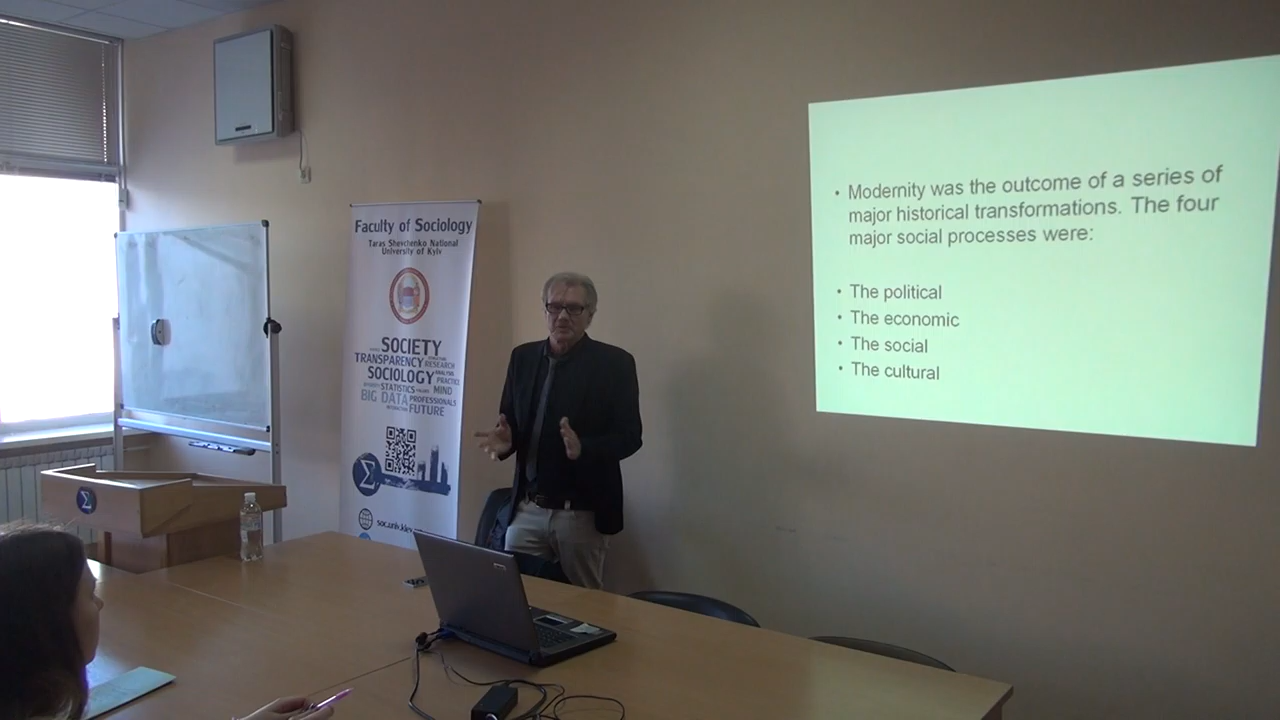 Faculty of Sociology
Taras Shevchenko National
University of Kyiv
SOCIETY
TRANSPARENCY RESEARCH
SOCIOLOGY ANALYSIS PRACTICE
STATISTICS MIND
BIG DATA PROFESSIONALS
FUTURE
Σ
Σ
• Modernity was the outcome of a series of
major historical transformations. The four
major social processes were:
• The political
• The economic
• The social
• The cultural